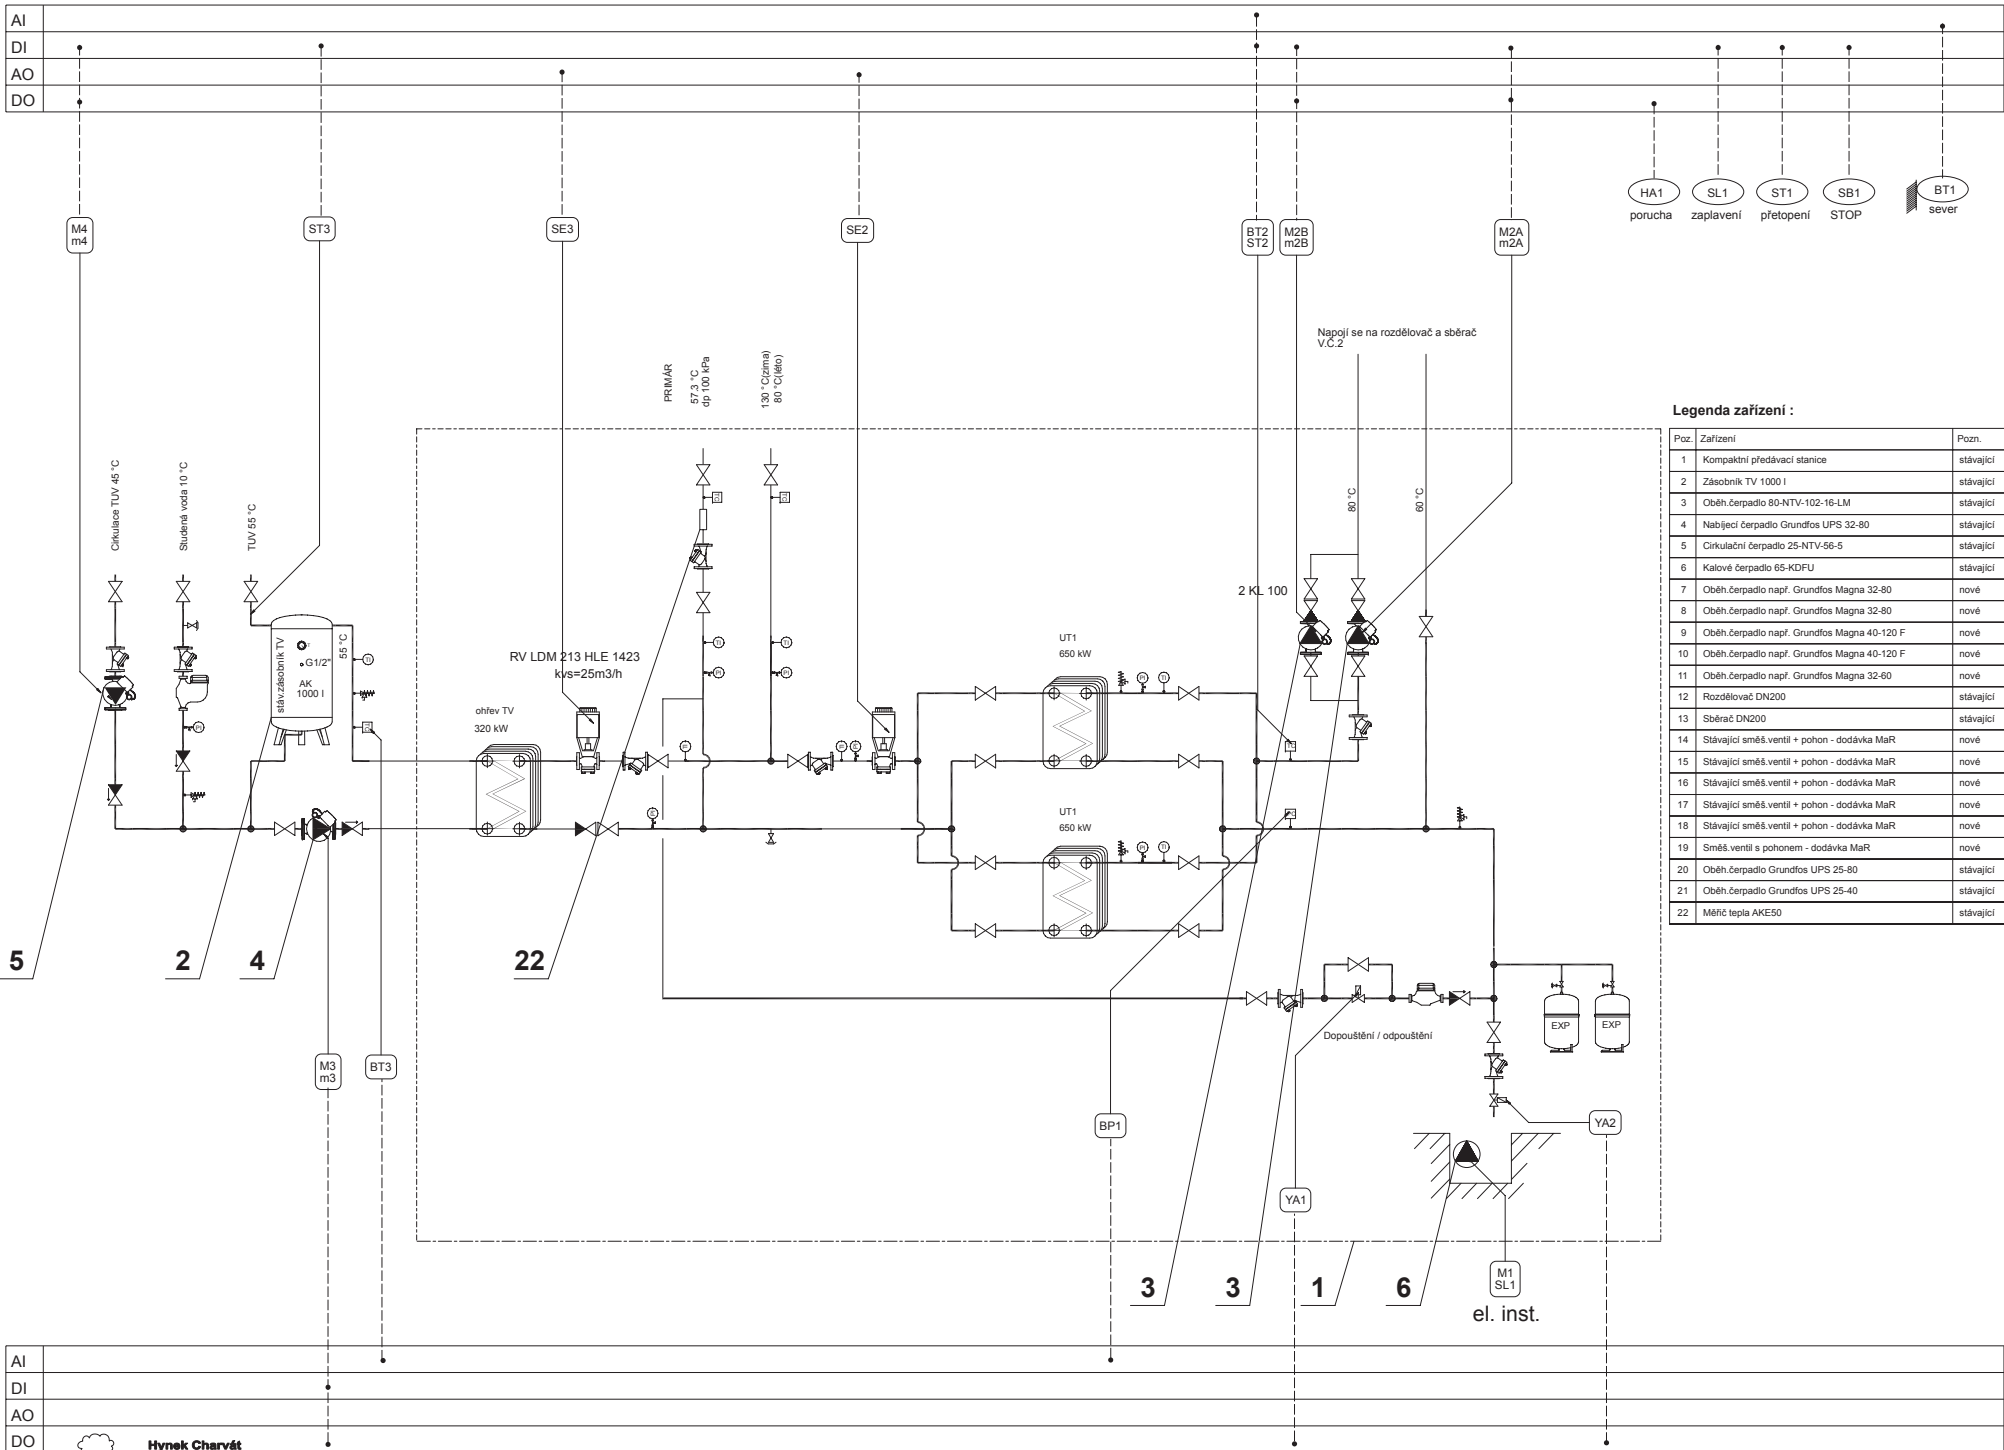 AI
DI
AO
DO
HA1
porucha
SL1
zaplavení
ST1
přetopení
SB1
STOP
BT1
sever
M4
m4
ST3
SE3
SE2
BT2
ST2
M2B
m2B
M2A
m2A
Napojí se na rozdělovač a sběrač
V.Č.2
PRIMÁR
57.3 °C
dp 100 kPa
130 °C(zima)
80 °C(léto)
Cirkulace TUV 45 °C
Studená voda 10 °C
TUV 55 °C
80 °C
60 °C
2 KL 100
stáv.zásobník TV
G1/2"
AK
1000 l
55 °C
RV LDM 213 HLE 1423
kvs=25m3/h
ohřev TV
320 kW
UT1
650 kW
UT1
650 kW
TI
PI
Legenda zařízení :
Poz. Zařízení Pozn.
1 Kompaktní předávací stanice stávající
2 Zásobník TV 1000 l stávající
3 Oběh.čerpadlo 80-NTV-102-16-LM stávající
4 Nabíjecí čerpadlo Grundfos UPS 32-80 stávající
5 Cirkulační čerpadlo 25-NTV-56-5 stávající
6 Kalové čerpadlo 65-KDFU stávající
7 Oběh.čerpadlo např. Grundfos Magna 32-80 nové
8 Oběh.čerpadlo např. Grundfos Magna 32-80 nové
9 Oběh.čerpadlo např. Grundfos Magna 40-120 F nové
10 Oběh.čerpadlo např. Grundfos Magna 40-120 F nové
11 Oběh.čerpadlo např. Grundfos Magna 32-60 nové
12 Rozdělovač DN200 stávající
13 Sběrač DN200 stávající
14 Stávající směš.ventil + pohon - dodávka MaR nové
15 Stávající směš.ventil + pohon - dodávka MaR nové
16 Stávající směš.ventil + pohon - dodávka MaR nové
17 Stávající směš.ventil + pohon - dodávka MaR nové
18 Stávající směš.ventil + pohon - dodávka MaR nové
19 Směš.ventil s pohonem - dodávka MaR nové
20 Oběh.čerpadlo Grundfos UPS 25-80 stávající
21 Oběh.čerpadlo Grundfos UPS 25-40 stávající
22 Měřič tepla AKE50 stávající
5
2
4
22
Dopouštění / odpouštění
EXP
EXP
M3
m3
BT3
BP1
YA2
YA1
3
3
1
6
M1
SL1
el. inst.
AI
DI
AO
DO
Hynek Charvát